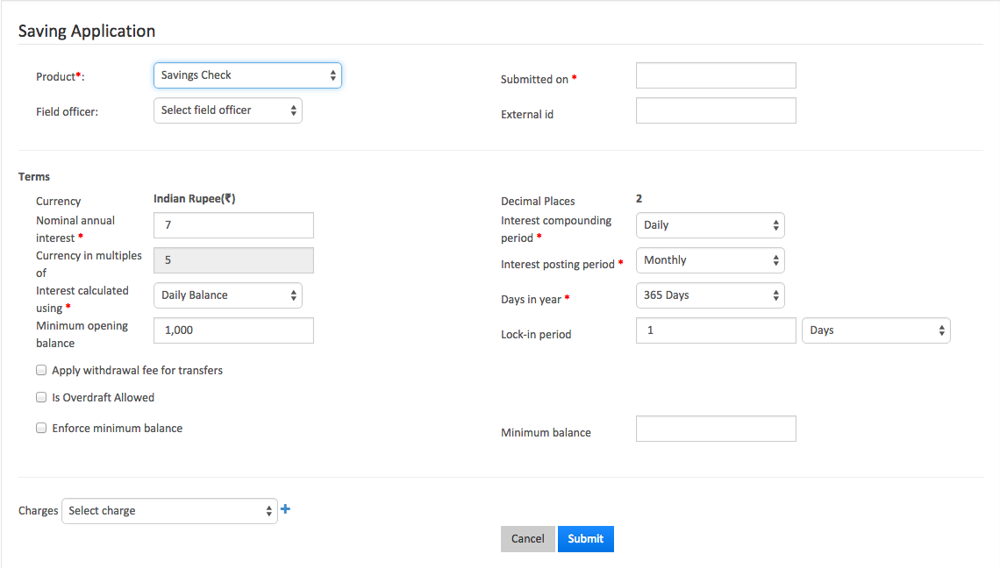 Saving Application
Product*: Savings Check Submitted on *
Field officer: Select field officer External id
Terms
Currency Indian Rupee(₹) Decimal Places 2
Nominal annual interest * 7 Interest compounding period * Daily
Currency in multiples of 5 Interest posting period * Monthly
Interest calculated using * Daily Balance Days in year * 365 Days
Minimum opening balance 1,000 Lock-in period 1 Days
Apply withdrawal fee for transfers
Is Overdraft Allowed
Enforce minimum balance Minimum balance
Charges Select charge
Cancel Submit